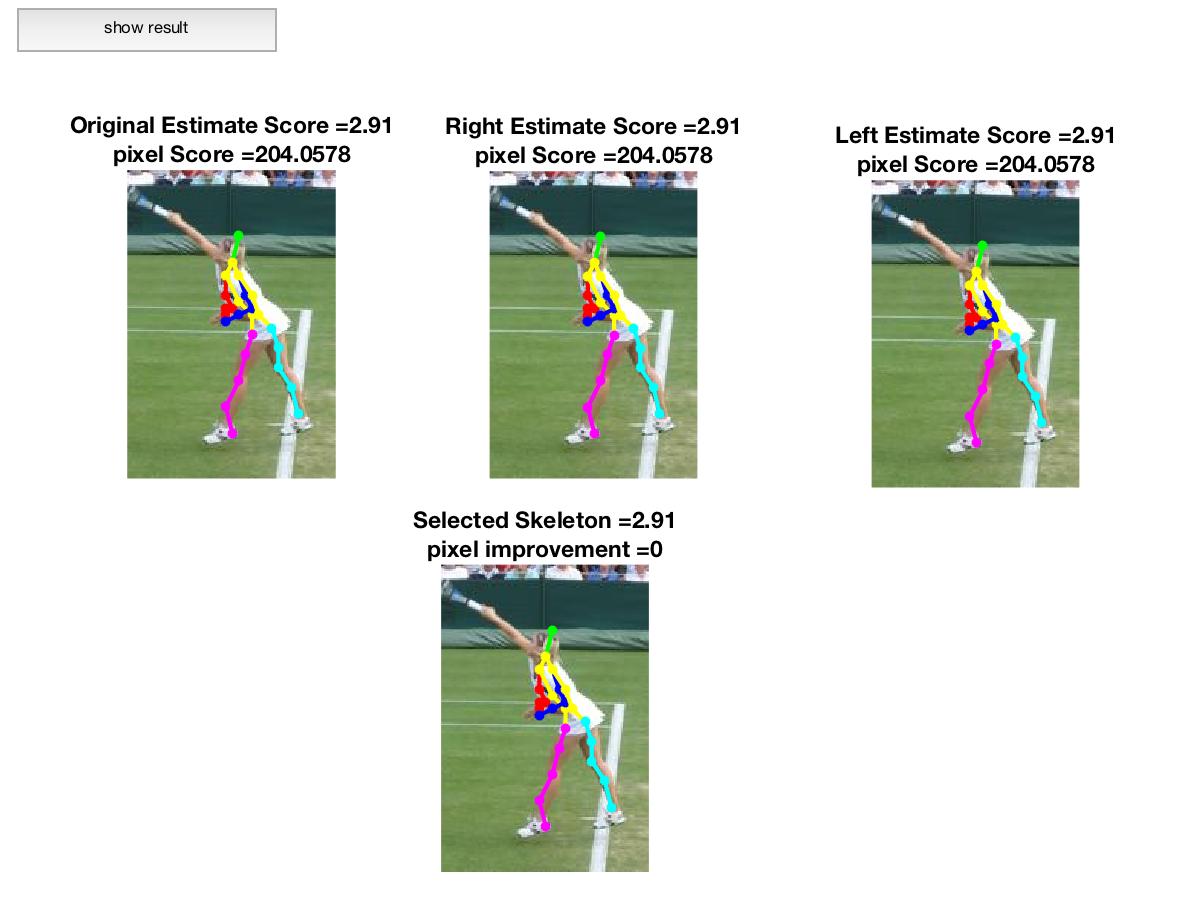 show result
Original Estimate Score =2.91
pixel Score =204.0578
Right Estimate Score =2.91
pixel Score =204.0578
Left Estimate Score =2.91
pixel Score =204.0578
Selected Skeleton =2.91
pixel improvement =0